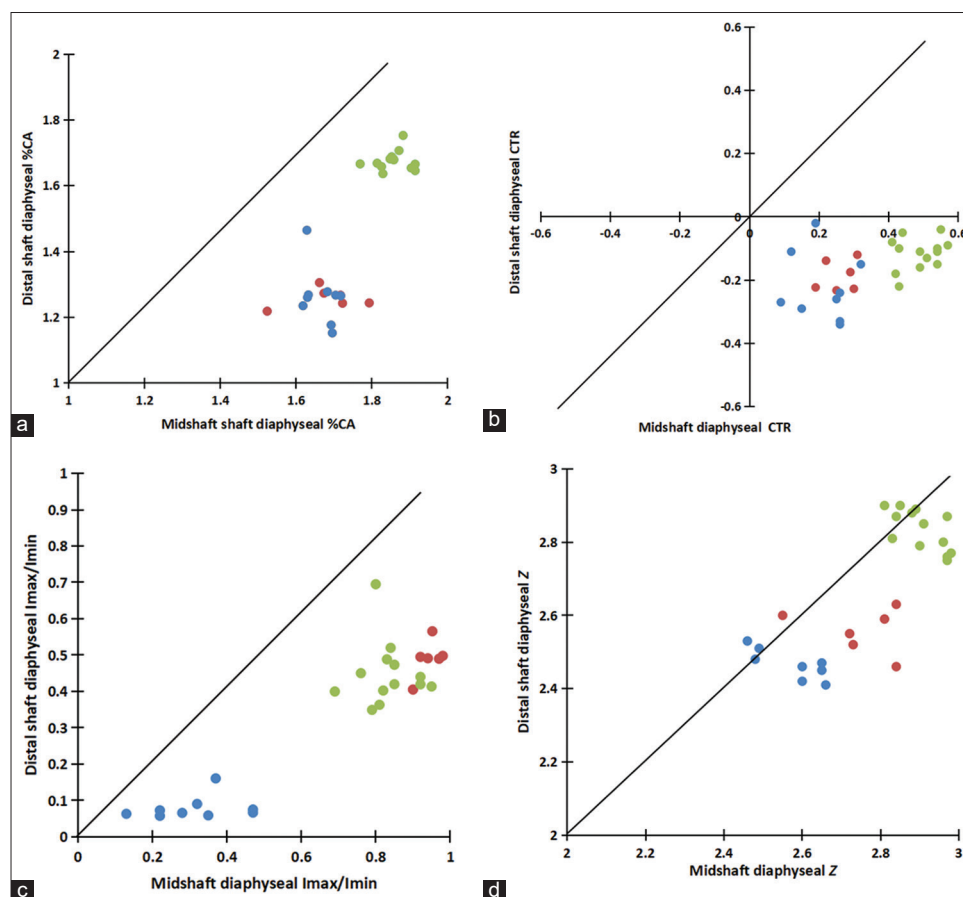 2
1.8
1.6
1.4
1.2
1
1 1.2 1.4 1.6 1.8 2
Distal shaft diaphyseal %CA
Midshaft shaft diaphyseal %CA
a
0.6
0.4
0.2
0
-0.2
-0.4
-0.6
-0.6 -0.4 -0.2 0 0.2 0.4 0.6
Distal shaft diaphyseal CTR
Midshaft diaphyseal CTR
b
1
0.9
0.8
0.7
0.6
0.5
0.4
0.3
0.2
0.1
0
0 0.2 0.4 0.6 0.8 1
Distal shaft diaphyseal Imax/Imin
Midshaft diaphyseal Imax/Imin
c
3
2.8
2.6
2.4
2.2
2
2 2.2 2.4 2.6 2.8 3
Distal shaft diaphyseal Z
Midshaft diaphyseal Z
d